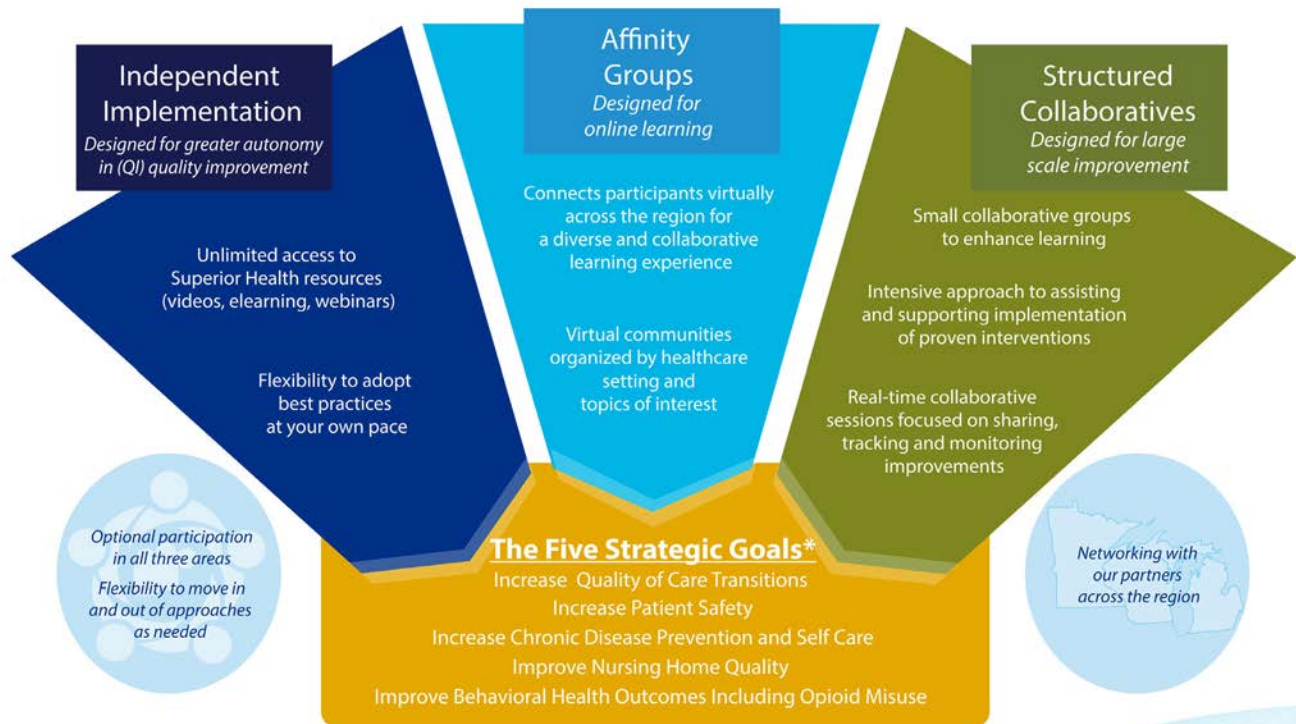 Independent
Implementation
Designed for greater autonomy
in (QI) quality improvement
Unlimited access to
Superior Health resources
(videos, elearning, webinars)
Flexibility to adopt
best practices
at your own pace
Affinity
Groups
Designed for
online learning
Connects participants virtually
across the region for
a diverse and collaborative
learning experience
Virtual communities
organized by healthcare
setting and
topics of interest
Structured
Collaboratives
Designed for large
scale improvement
Small collaborative groups
to enhance learning
Intensive approach to assisting
and supporting implementation
of proven interventions
Real-time collaborative
sessions focused on sharing,
tracking and monitoring
improvements
Optional participation
in all three areas
Flexibility to move in
and out of approaches
as needed
The Five Strategic Goals*
Increase Quality of Care Transitions
Increase Patient Safety
Increase Chronic Disease Prevention and Self Care
Improve Nursing Home Quality
Improve Behavioral Health Outcomes Including Opioid Misuse
Networking with
our partners
across the region